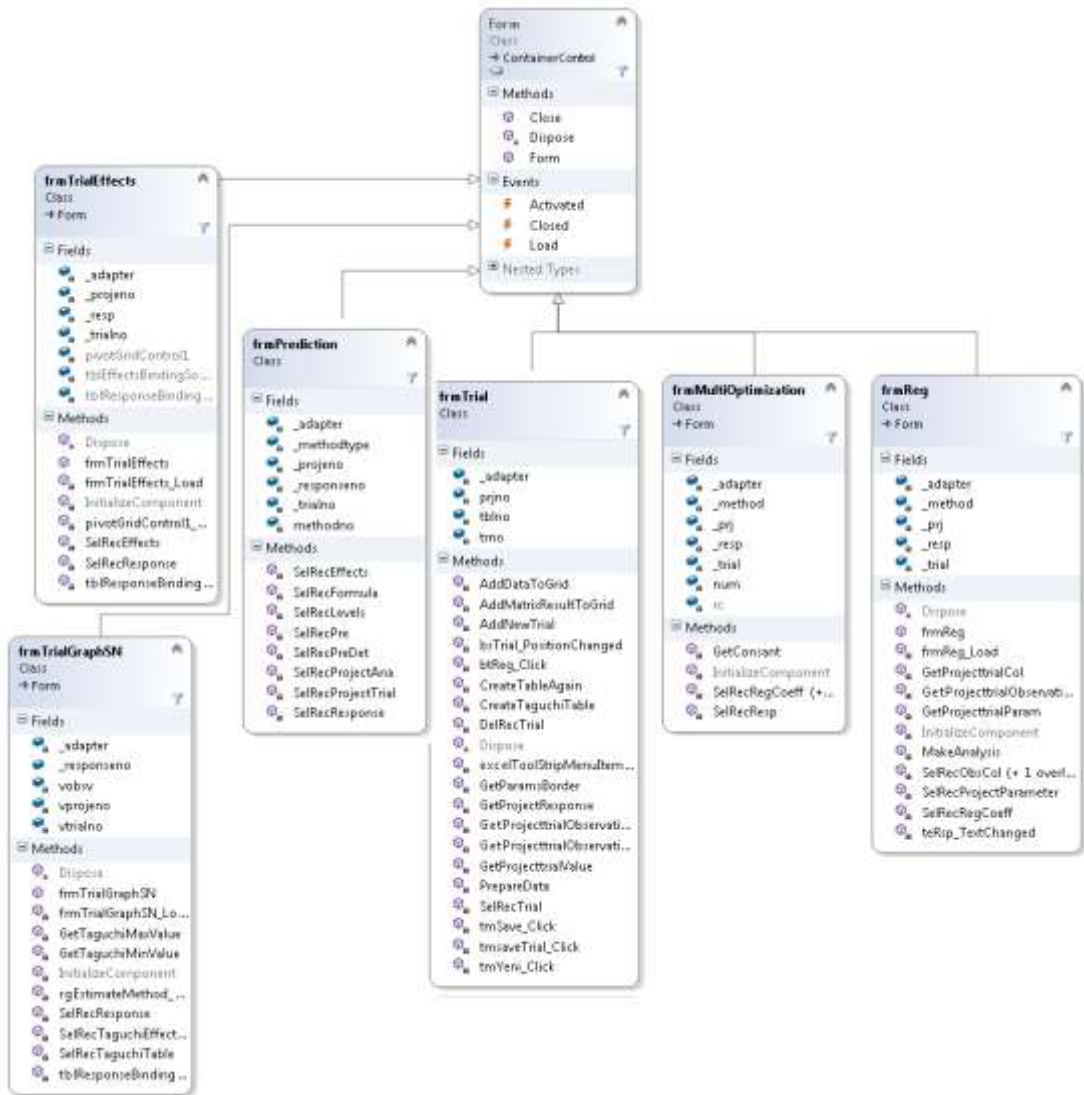 Form
Class
ContainerControl
Methods
Close
Dispose
Form
Events
Activated
Closed
Load
Nested Types
frmTrialEffects
Class
Form
Fields
_adapter
_projeno
_resp
_trialno
pivotGridControl1
tblEffectsBindingSo...
tblResponseBinding...
Methods
Dispose
frmTrialEffects
frmTrialEffects_Load
InitializeComponent
pivotGridControl1_...
SelRecEffects
SelRecResponse
tblResponseBinding...
frmPrediction
Class
Fields
_adapter
_methodtype
_projeno
_responseno
_trialno
methodno
Methods
SelRecEffects
SelRecFormula
SelRecLevels
SelRecPre
SelRecPreDet
SelRecProjectAna
SelRecProjectTrial
SelRecResponse
frmTrial
Class
Fields
_adapter
prjno
tblno
trno
Methods
AddDataToGrid
AddMatrixResultToGrid
AddNewTrial
bsTrial_PositionChanged
btReg_Click
CreateTableAgain
CreateTaguchiTable
DelRecTrial
Dispose
excelToolStripMenuItem...
GetParamsBorder
GetProjectResponse
GetProjecttrialObservati...
GetProjecttrialObservati...
GetProjecttrialValue
PrepareData
SelRecTrial
tmSave_Click
tmsaveTrial_Click
tmYeni_Click
frmMultiOptimization
Class
Form
Fields
_adapter
_method
_prj
_resp
_trial
num
rc
Methods
GetConsant
InitializeComponent
SelRecRegCoeff (+...
SelRecResp
frmReg
Class
Form
Fields
_adapter
_method
_prj
_resp
_trial
Methods
Dispose
frmReg
frmReg_Load
GetProjecttrialCol
GetProjecttrialObservati...
GetProjecttrialParam
InitializeComponent
MakeAnalysis
SelRecObsCol (+ 1 overl...
SelRecProjectParameter
SelRecRegCoeff
teRsp_TextChanged
frmTrialGraphSN
Class
Form
Fields
_adapter
_responseno
vobsv
vprojeno
vtrialno
Methods
Dispose
frmTrialGraphSN
frmTrialGraphSN_Lo...
GetTaguchiMaxValue
GetTaguchiMinValue
InitializeComponent
rgEstimateMethod_...
SelRecResponse
SelRecTaguchiEffect...
SelRecTaguchiTable
tblResponseBinding...